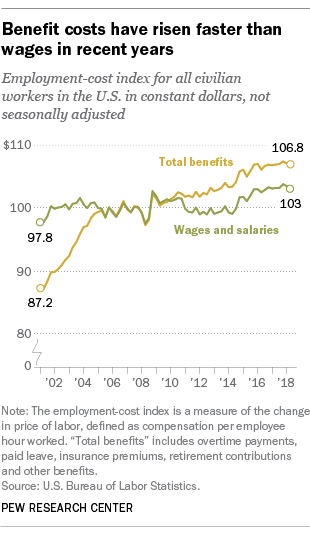 Benefit costs have risen faster than
wages in recent years
Employment-cost index for all civilian
workers in the U.S. in constant dollars, not
seasonally adjusted
$110
106.8
Total benefits
100
103
Wages and salaries
97.8
90
87.2
80
0
’02 ’04 ’06 ’08 ’10 ’12 ’14 ’16 ’18
Note: The employment-cost index is a measure of the change
in price of labor, defined as compensation per employee
hour worked. “Total benefits” includes overtime payments,
paid leave, insurance premiums, retirement contributions
and other benefits.
Source: U.S. Bureau of Labor Statistics.
PEW RESEARCH CENTER